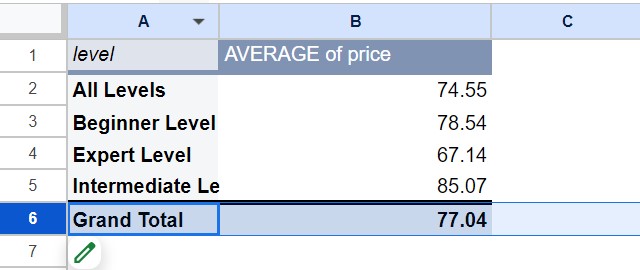 A B C
1 level AVERAGE of price
2 All Levels 74.55
3 Beginner Level 78.54
4 Expert Level 67.14
5 Intermediate Le 85.07
6 Grand Total 77.04
7